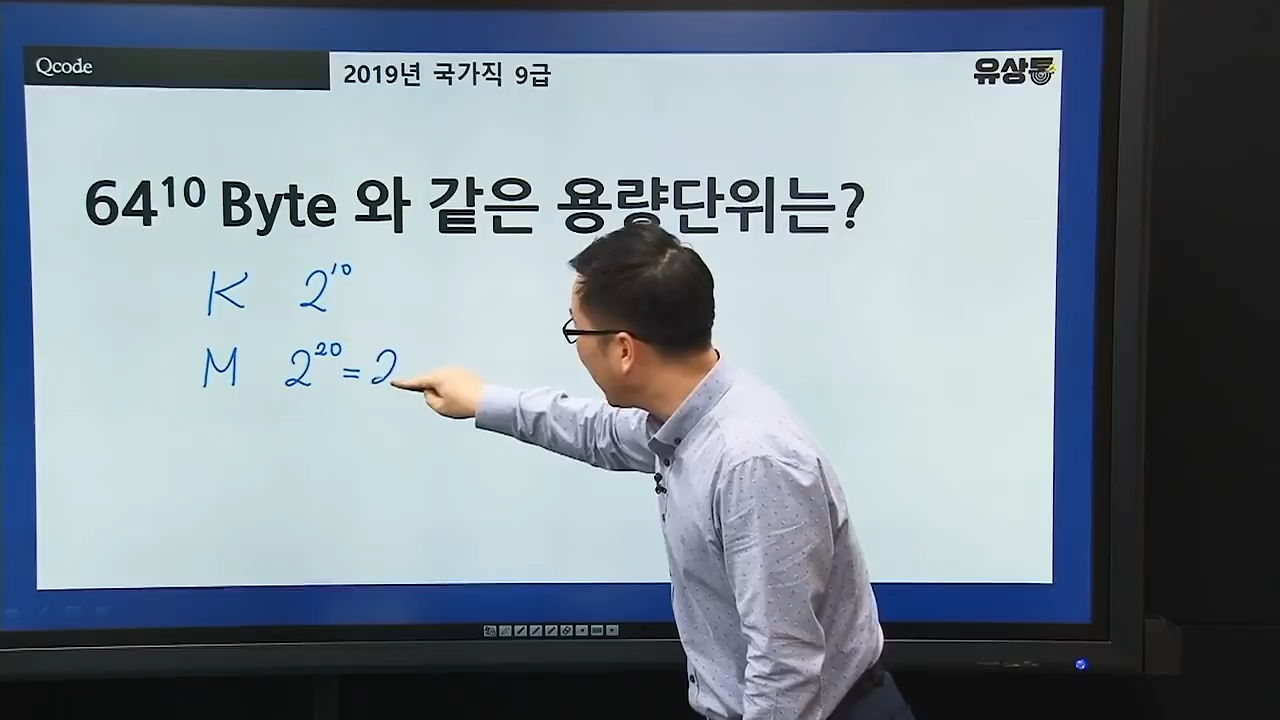 Qcode
2019년 국가직 9급
유상통
64¹⁰ Byte 와 같은 용량단위는?
K 2¹⁰
M 2²⁰ = 2